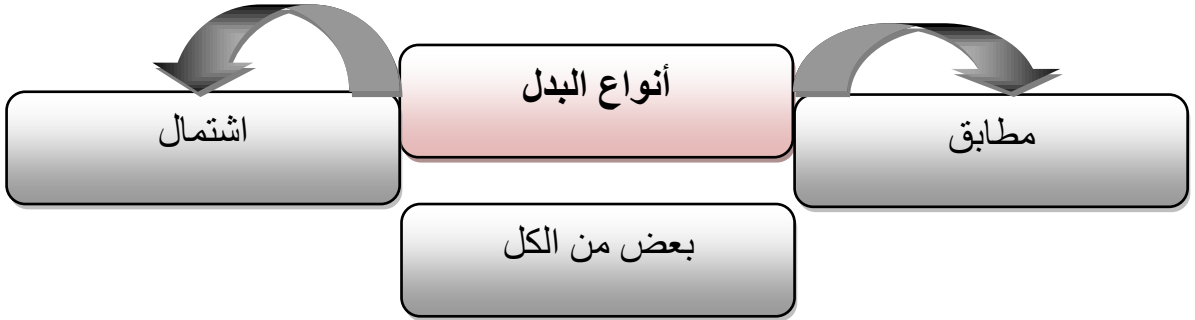 أنواع البدل
مطابق
اشتمال
بعض من الكل